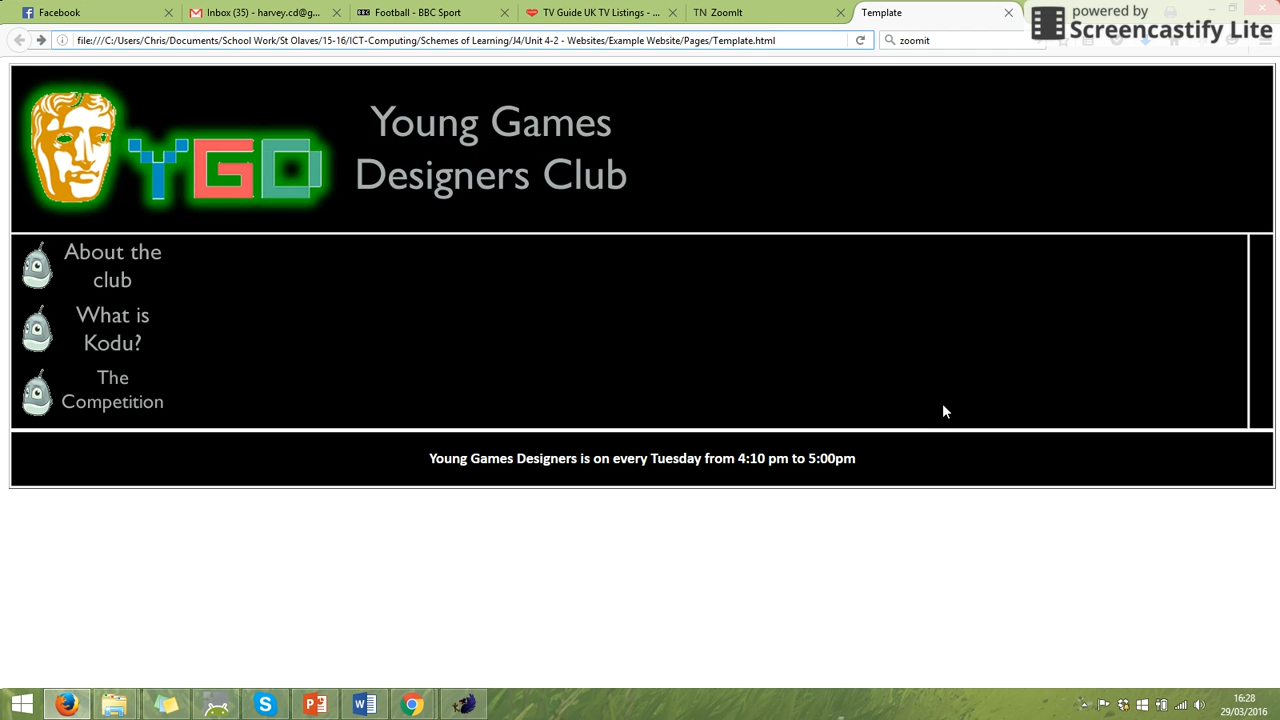 Facebook
Inbox (35) - harvey.cd@g...
Football - BBC Sport
TV Guide UK TV Listings - ...
TN ZoomIt
Template
powered by
Screencastify Lite
file:///C:/Users/Chris/Documents/School Work/St Olaves/15-16/ICT-Computing/Schemes of Learning/J4/Unit 4-2 - Websites/Example Website/Pages/Template.html
zoomit
YGD
Young Games
Designers Club
About the
club
What is
Kodu?
The
Competition
Young Games Designers is on every Tuesday from 4:10 pm to 5:00pm
16:28
29/03/2016